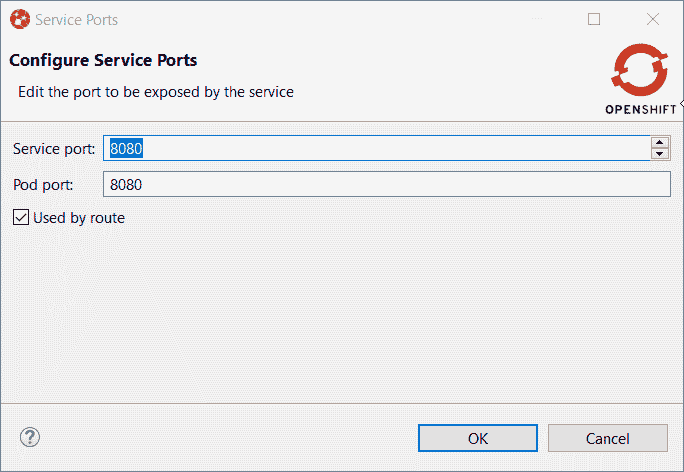 Service Ports
Configure Service Ports
Edit the port to be exposed by the service
OPENSHIFT
Service port: 8080
Pod port: 8080
Used by route
?
OK Cancel